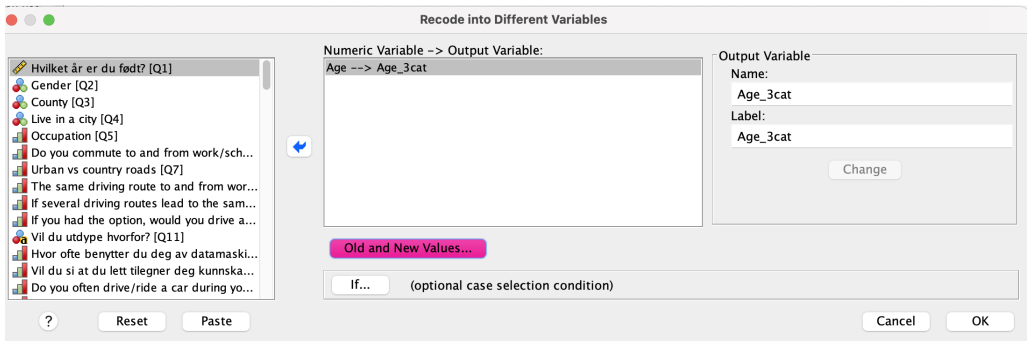 Recode into Different Variables
Hvilket år er du født? [Q1]
Gender [Q2]
County [Q3]
Live in a city [Q4]
Occupation [Q5]
Do you commute to and from work/sch...
Urban vs country roads [Q7]
The same driving route to and from wor...
If several driving routes lead to the sam...
If you had the option, would you drive a...
Vil du utdype hvorfor? [Q11]
Hvor ofte benytter du deg av datamaski...
Vil du si at du lett tilegner deg kunnska...
Do you often drive/ride a car during yo...
Numeric Variable -> Output Variable:
Age --> Age_3cat
Old and New Values...
If... (optional case selection condition)
Output Variable
Name:
Age_3cat
Label:
Age_3cat
Change
? Reset Paste Cancel OK